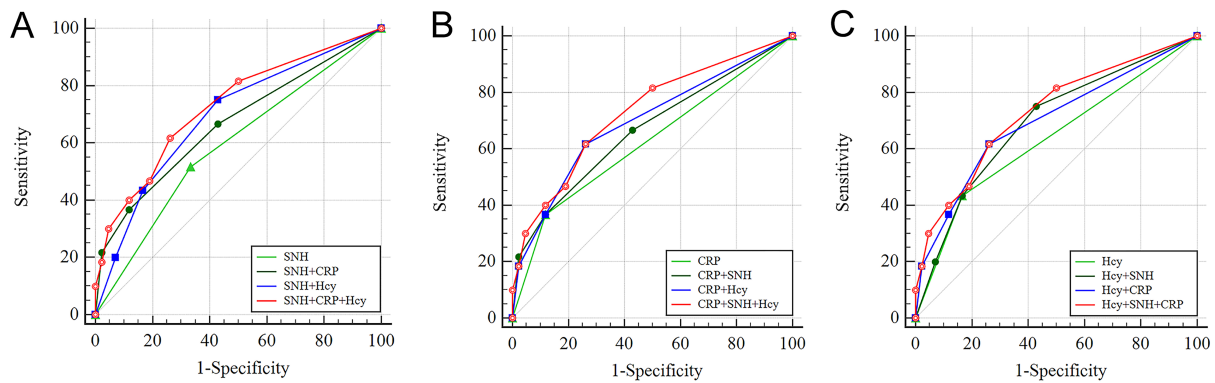 A
100
80
60
40
20
0
Sensitivity
0 20 40 60 80 100
1-Specificity
SNH
SNH+CRP
SNH+Hcy
SNH+CRP+Hcy
B
100
80
60
40
20
0
Sensitivity
0 20 40 60 80 100
1-Specificity
CRP
CRP+SNH
CRP+Hcy
CRP+SNH+Hcy
C
100
80
60
40
20
0
Sensitivity
0 20 40 60 80 100
1-Specificity
Hcy
Hcy+SNH
Hcy+CRP
Hcy+SNH+CRP